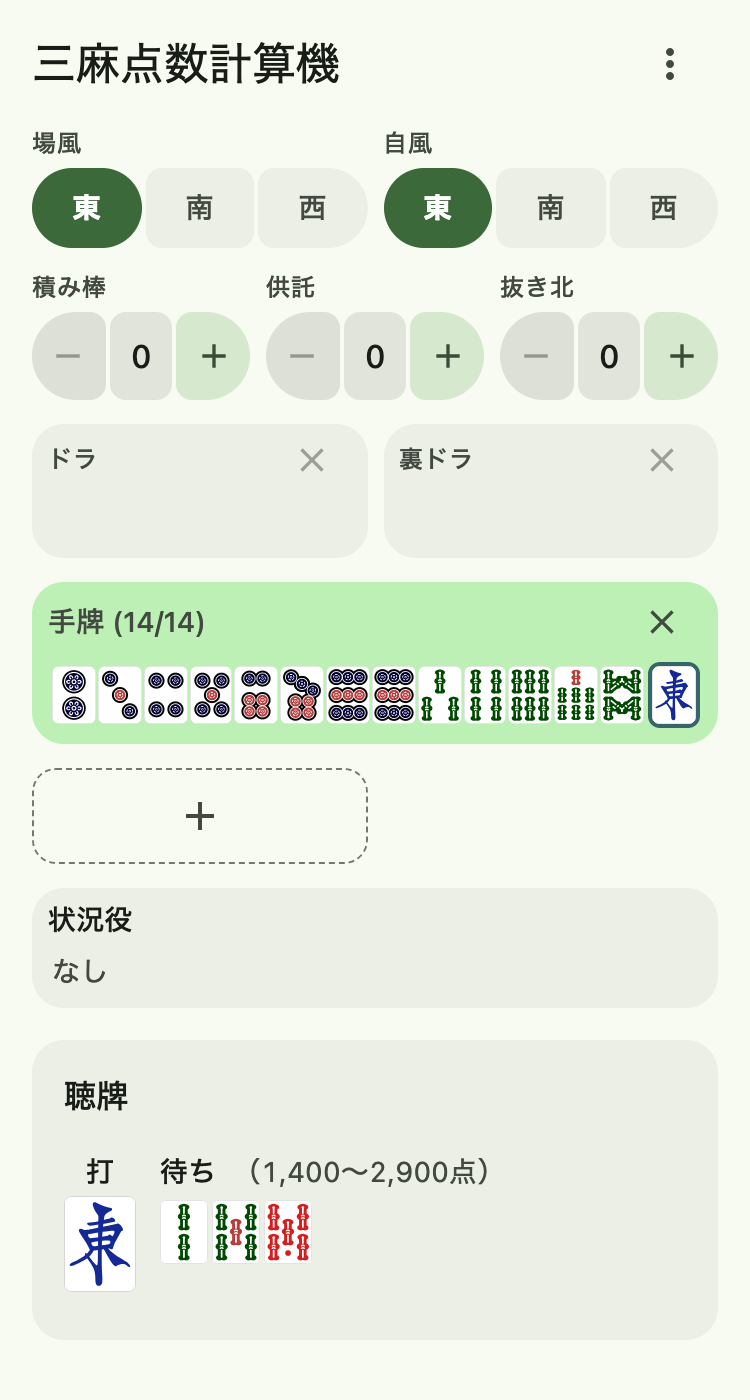 三麻点数計算機
場風
自風
東 南 西
東 南 西
積み棒
供託
抜き北
− 0 +
− 0 +
− 0 +
ドラ
裏ドラ
手牌 (14/14)
東
+
状況役
なし
聴牌
打 待ち （1,400〜2,900点）
東